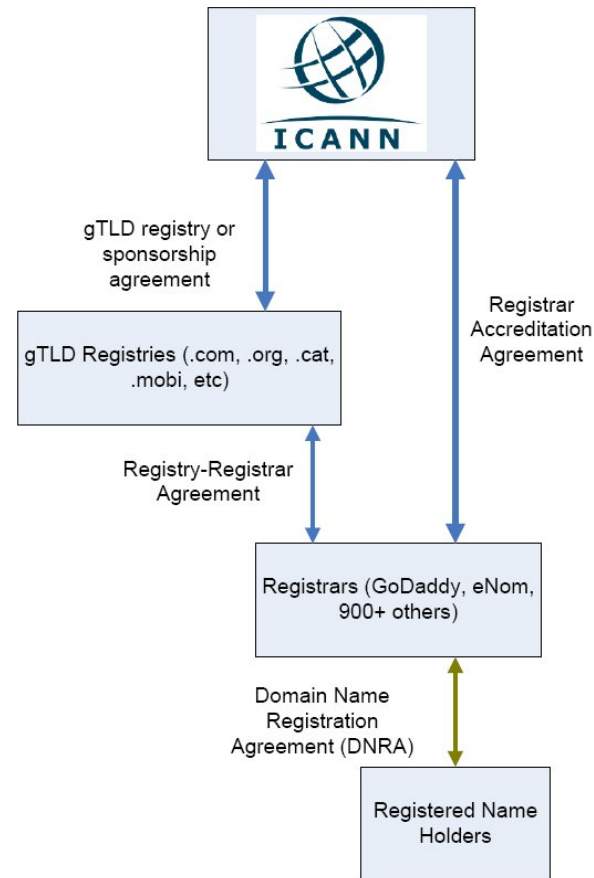 ICANN
gTLD registry or
sponsorship
agreement
Registrar
Accreditation
Agreement
gTLD Registries (.com, .org, .cat,
.mobi, etc)
Registry-Registrar
Agreement
Registrars (GoDaddy, eNom,
900+ others)
Domain Name
Registration
Agreement (DNRA)
Registered Name
Holders